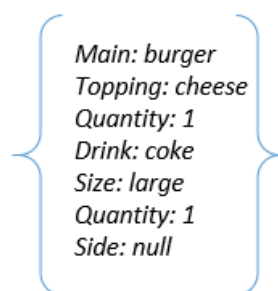 Main: burger
Topping: cheese
Quantity: 1
Drink: coke
Size: large
Quantity: 1
Side: null